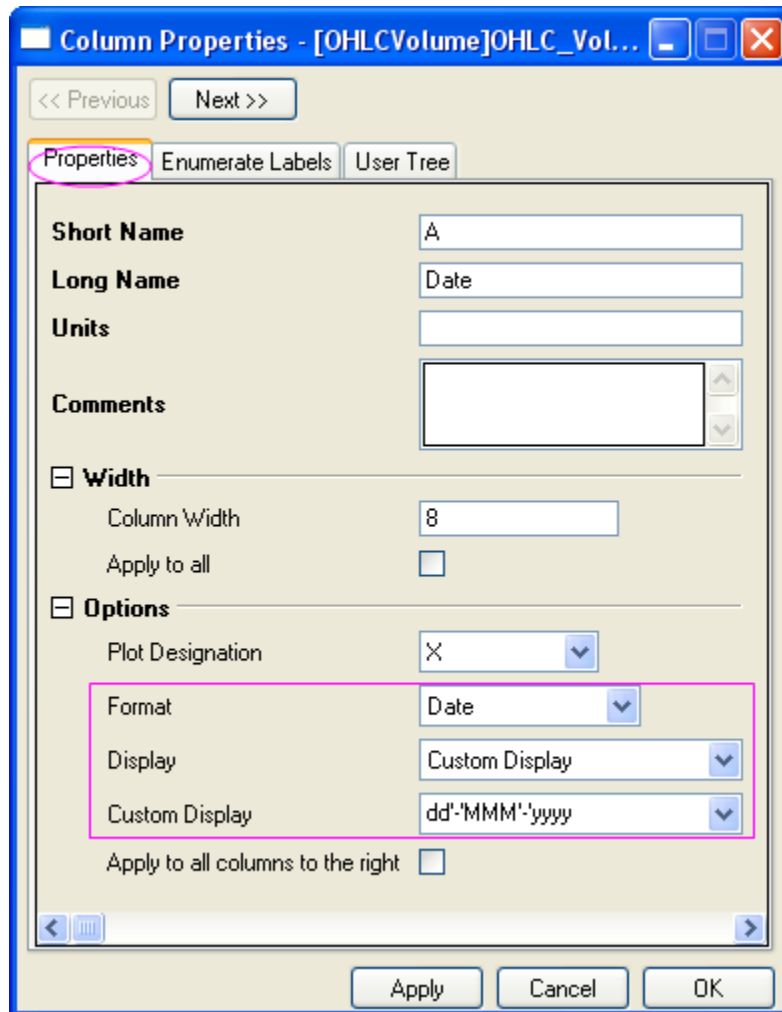 Column Properties - [OHLCVolume]OHLC_Vol...
<< Previous Next >>
Properties Enumerate Labels User Tree
Short Name A
Long Name Date
Units
Comments
Width
Column Width 8
Apply to all
Options
Plot Designation X
Format Date
Display Custom Display
Custom Display dd'-'MMM'-'yyyy
Apply to all columns to the right
Apply Cancel OK